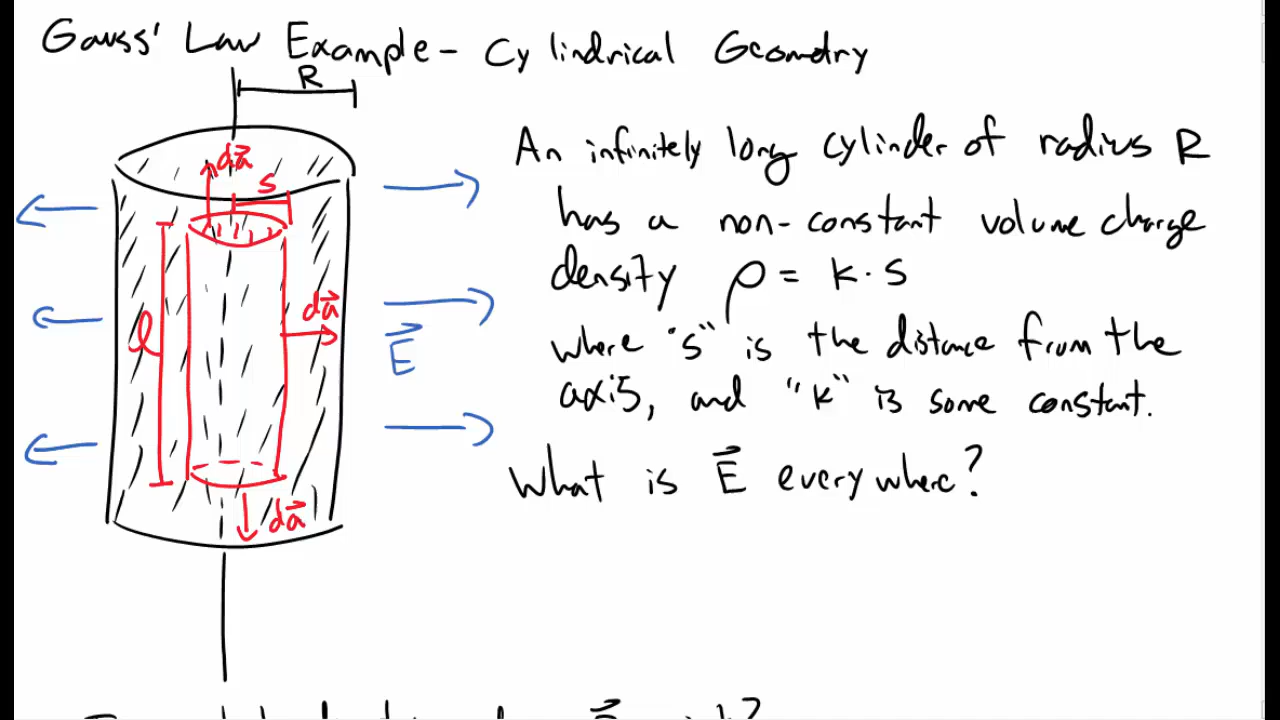 Gauss' Law Example - Cylindrical Geometry
R
da⃗
s
An infinitely long cylinder of radius R
has a non-constant volume charge
density ρ = k·s
da⃗
l
E⃗
where "s" is the distance from the
axis, and "k" is some constant.
What is E⃗ everywhere?
da⃗